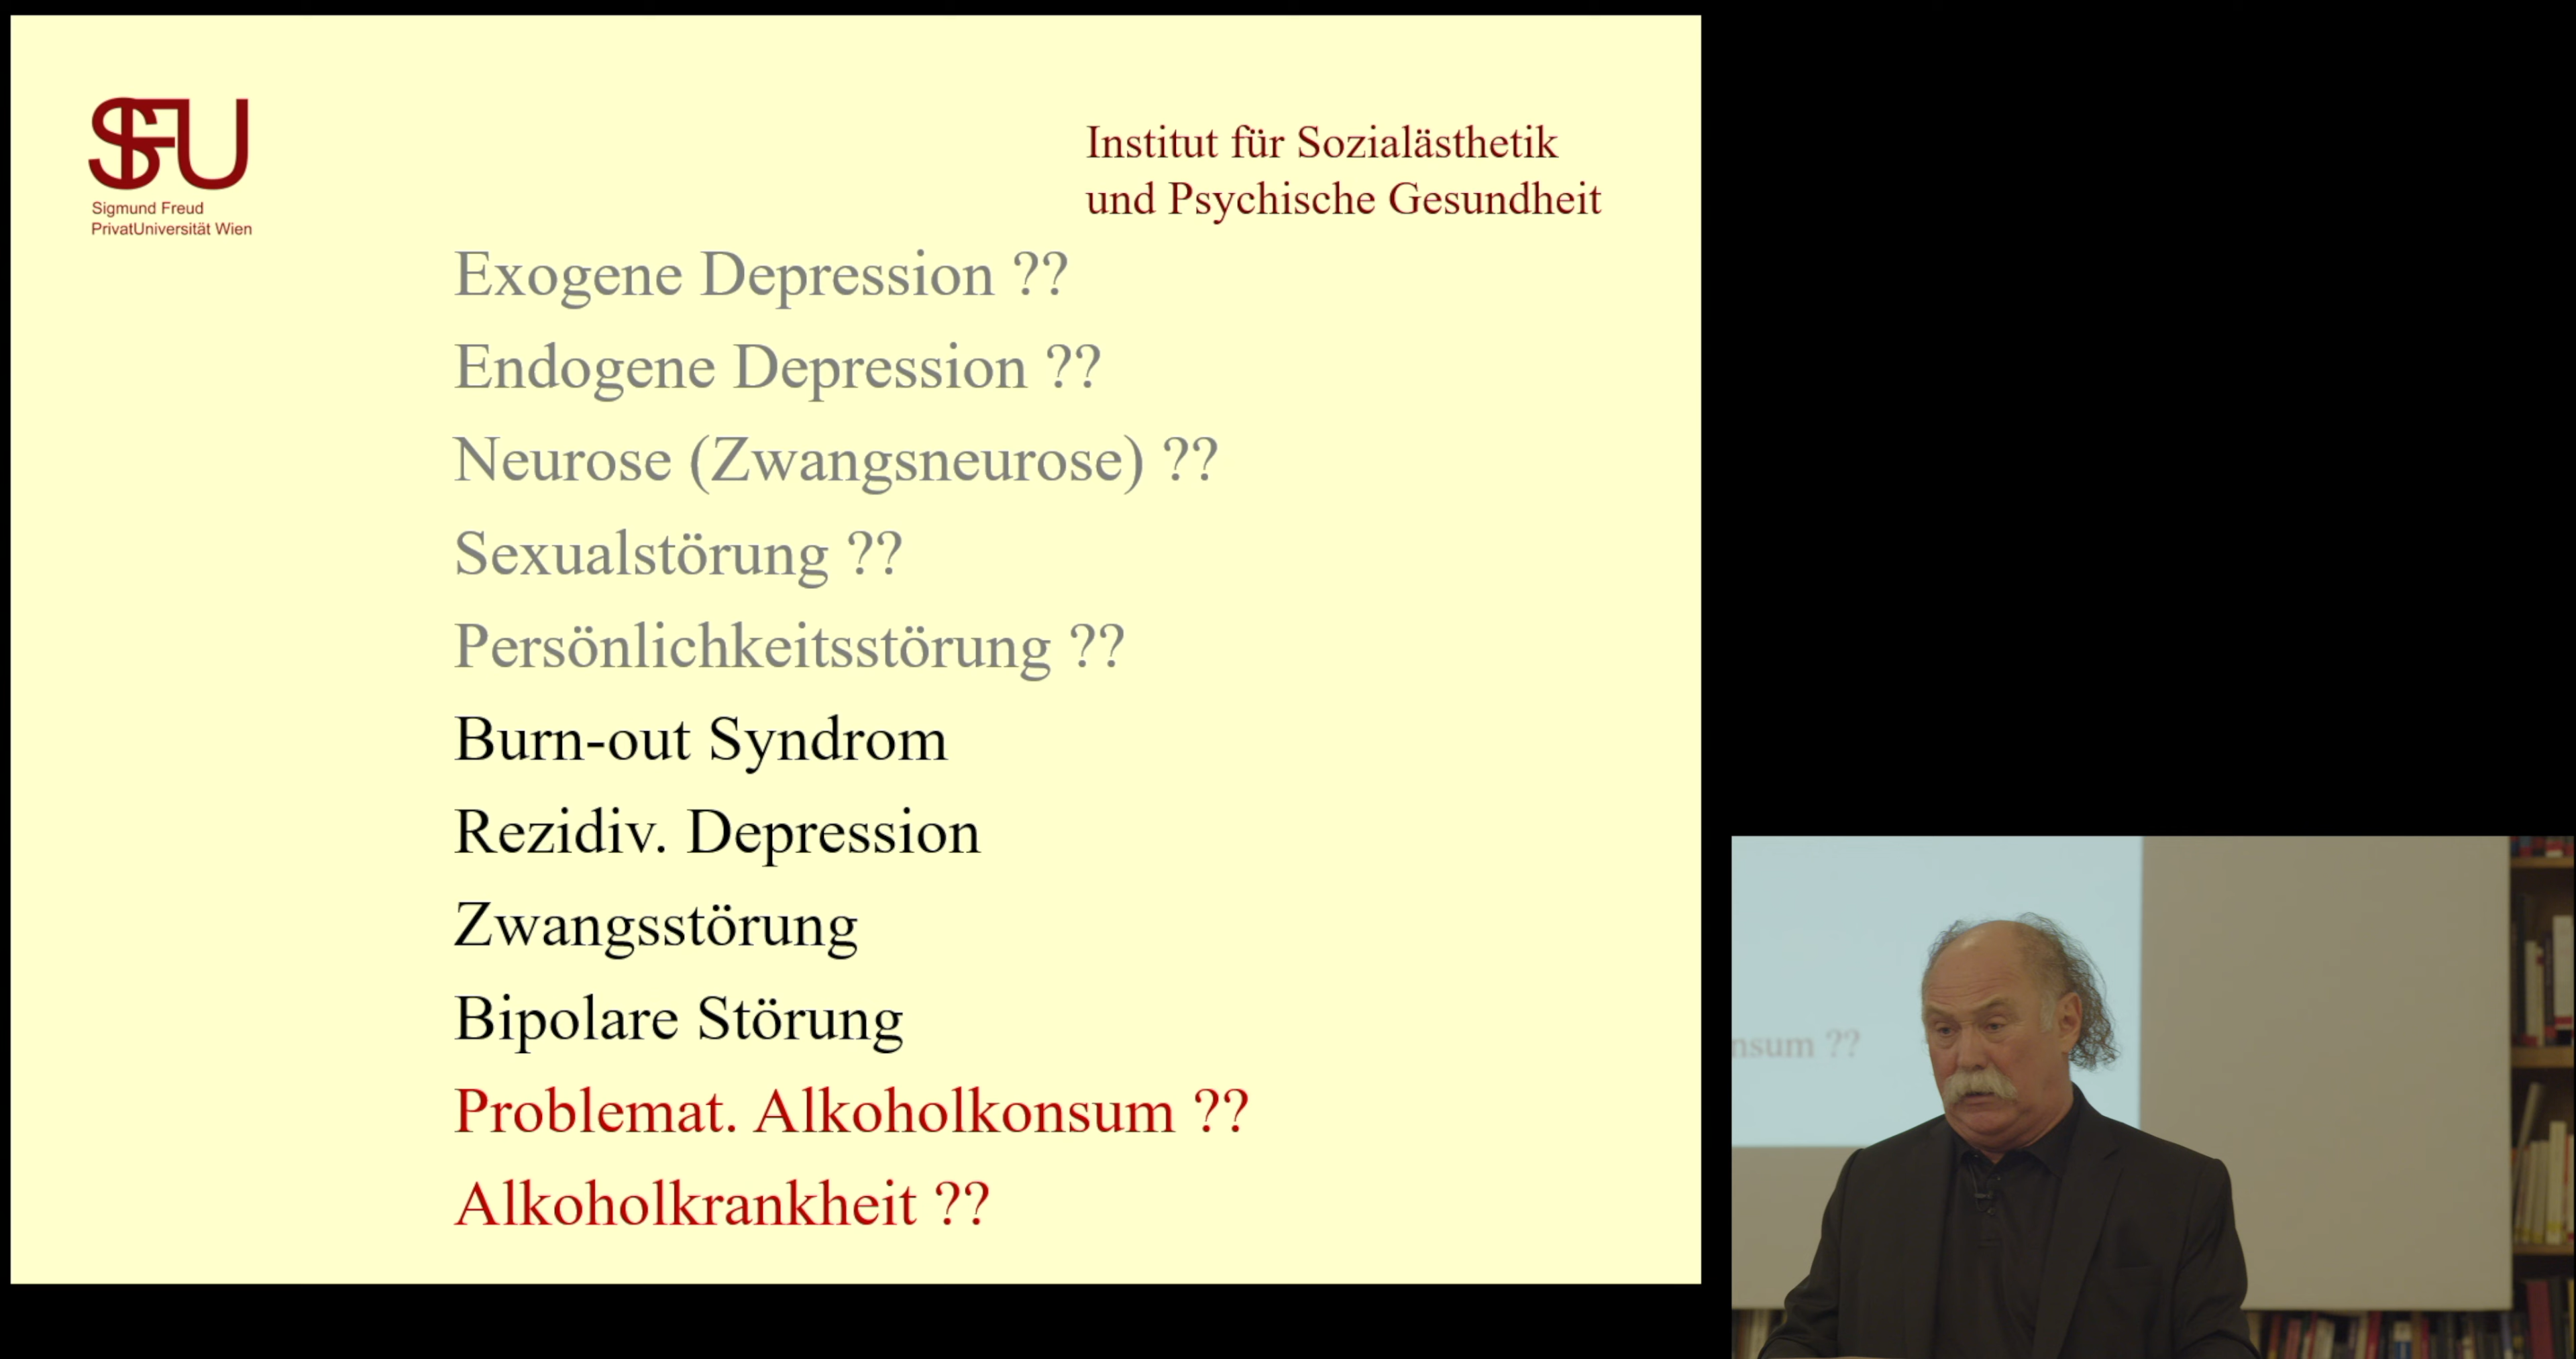 SFU
Sigmund Freud
PrivatUniversität Wien
Institut für Sozialästhetik
und Psychische Gesundheit
Exogene Depression ??
Endogene Depression ??
Neurose (Zwangsneurose) ??
Sexualstörung ??
Persönlichkeitsstörung ??
Burn-out Syndrom
Rezidiv. Depression
Zwangsstörung
Bipolare Störung
Problemat. Alkoholkonsum ??
Alkoholkrankheit ??
nsum ??